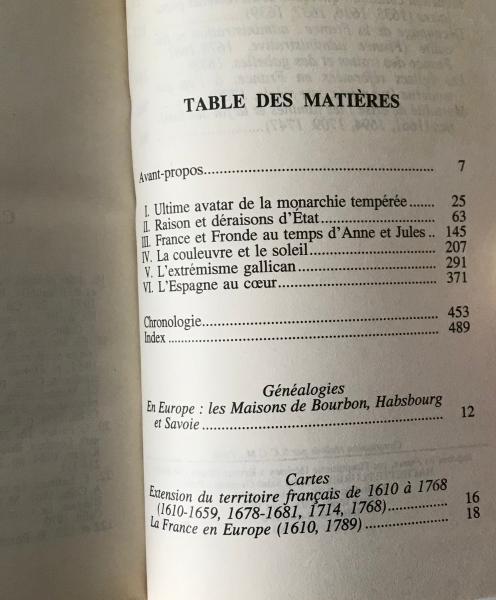 TABLE DES MATIÈRES
Avant-propos.................................................... 7
I. Ultime avatar de la monarchie tempérée ....... 25
II. Raison et déraisons d'État........................... 63
III. France et Fronde au temps d'Anne et Jules .. 145
IV. La couleuvre et le soleil............................ 207
V. L'extrémisme gallican ............................... 291
VI. L'Espagne au cœur................................... 371
Chronologie.................................................... 453
Index .......................................................... 489
Généalogies
En Europe : les Maisons de Bourbon, Habsbourg
et Savoie ................................................... 12
Cartes
Extension du territoire français de 1610 à 1768
(1610-1659, 1678-1681, 1714, 1768)............... 16
La France en Europe (1610, 1789) .................... 18